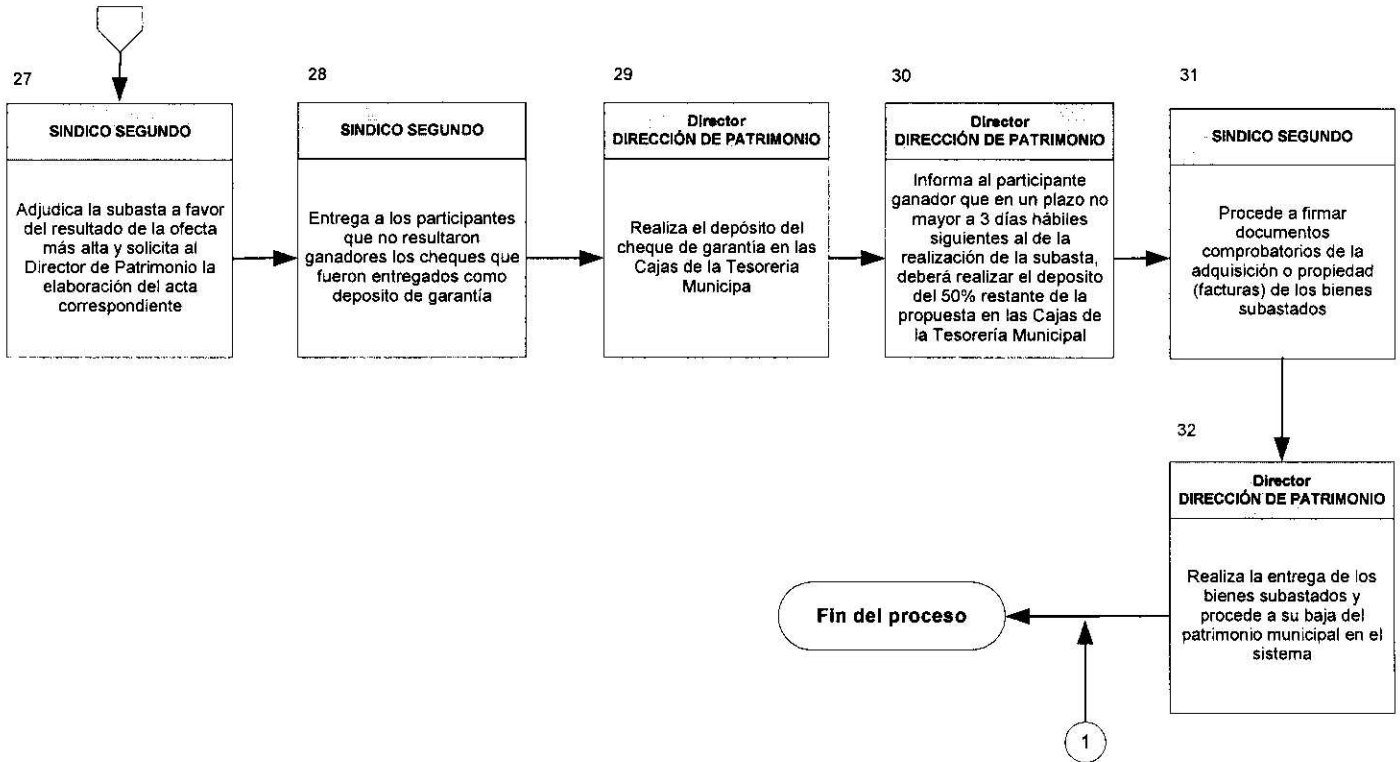 27
SINDICO SEGUNDO
Adjudica la subasta a favor
del resultado de la ofecta
más alta y solicita al
Director de Patrimonio la
elaboración del acta
correspondiente
28
SINDICO SEGUNDO
Entrega a los participantes
que no resultaron
ganadores los cheques que
fueron entregados como
deposito de garantía
29
Director
DIRECCIÓN DE PATRIMONIO
Realiza el depósito del
cheque de garantía en las
Cajas de la Tesoreria
Municipa
30
Director
DIRECCIÓN DE PATRIMONIO
Informa al participante
ganador que en un plazo no
mayor a 3 días hábiles
siguientes al de la
realización de la subasta,
deberá realizar el deposito
del 50% restante de la
propuesta en las Cajas de
la Tesorería Municipal
31
SINDICO SEGUNDO
Procede a firmar
documentos
comprobatorios de la
adquisición o propiedad
(facturas) de los bienes
subastados
32
Director
DIRECCIÓN DE PATRIMONIO
Realiza la entrega de los
bienes subastados y
procede a su baja del
patrimonio municipal en el
sistema
Fin del proceso
1